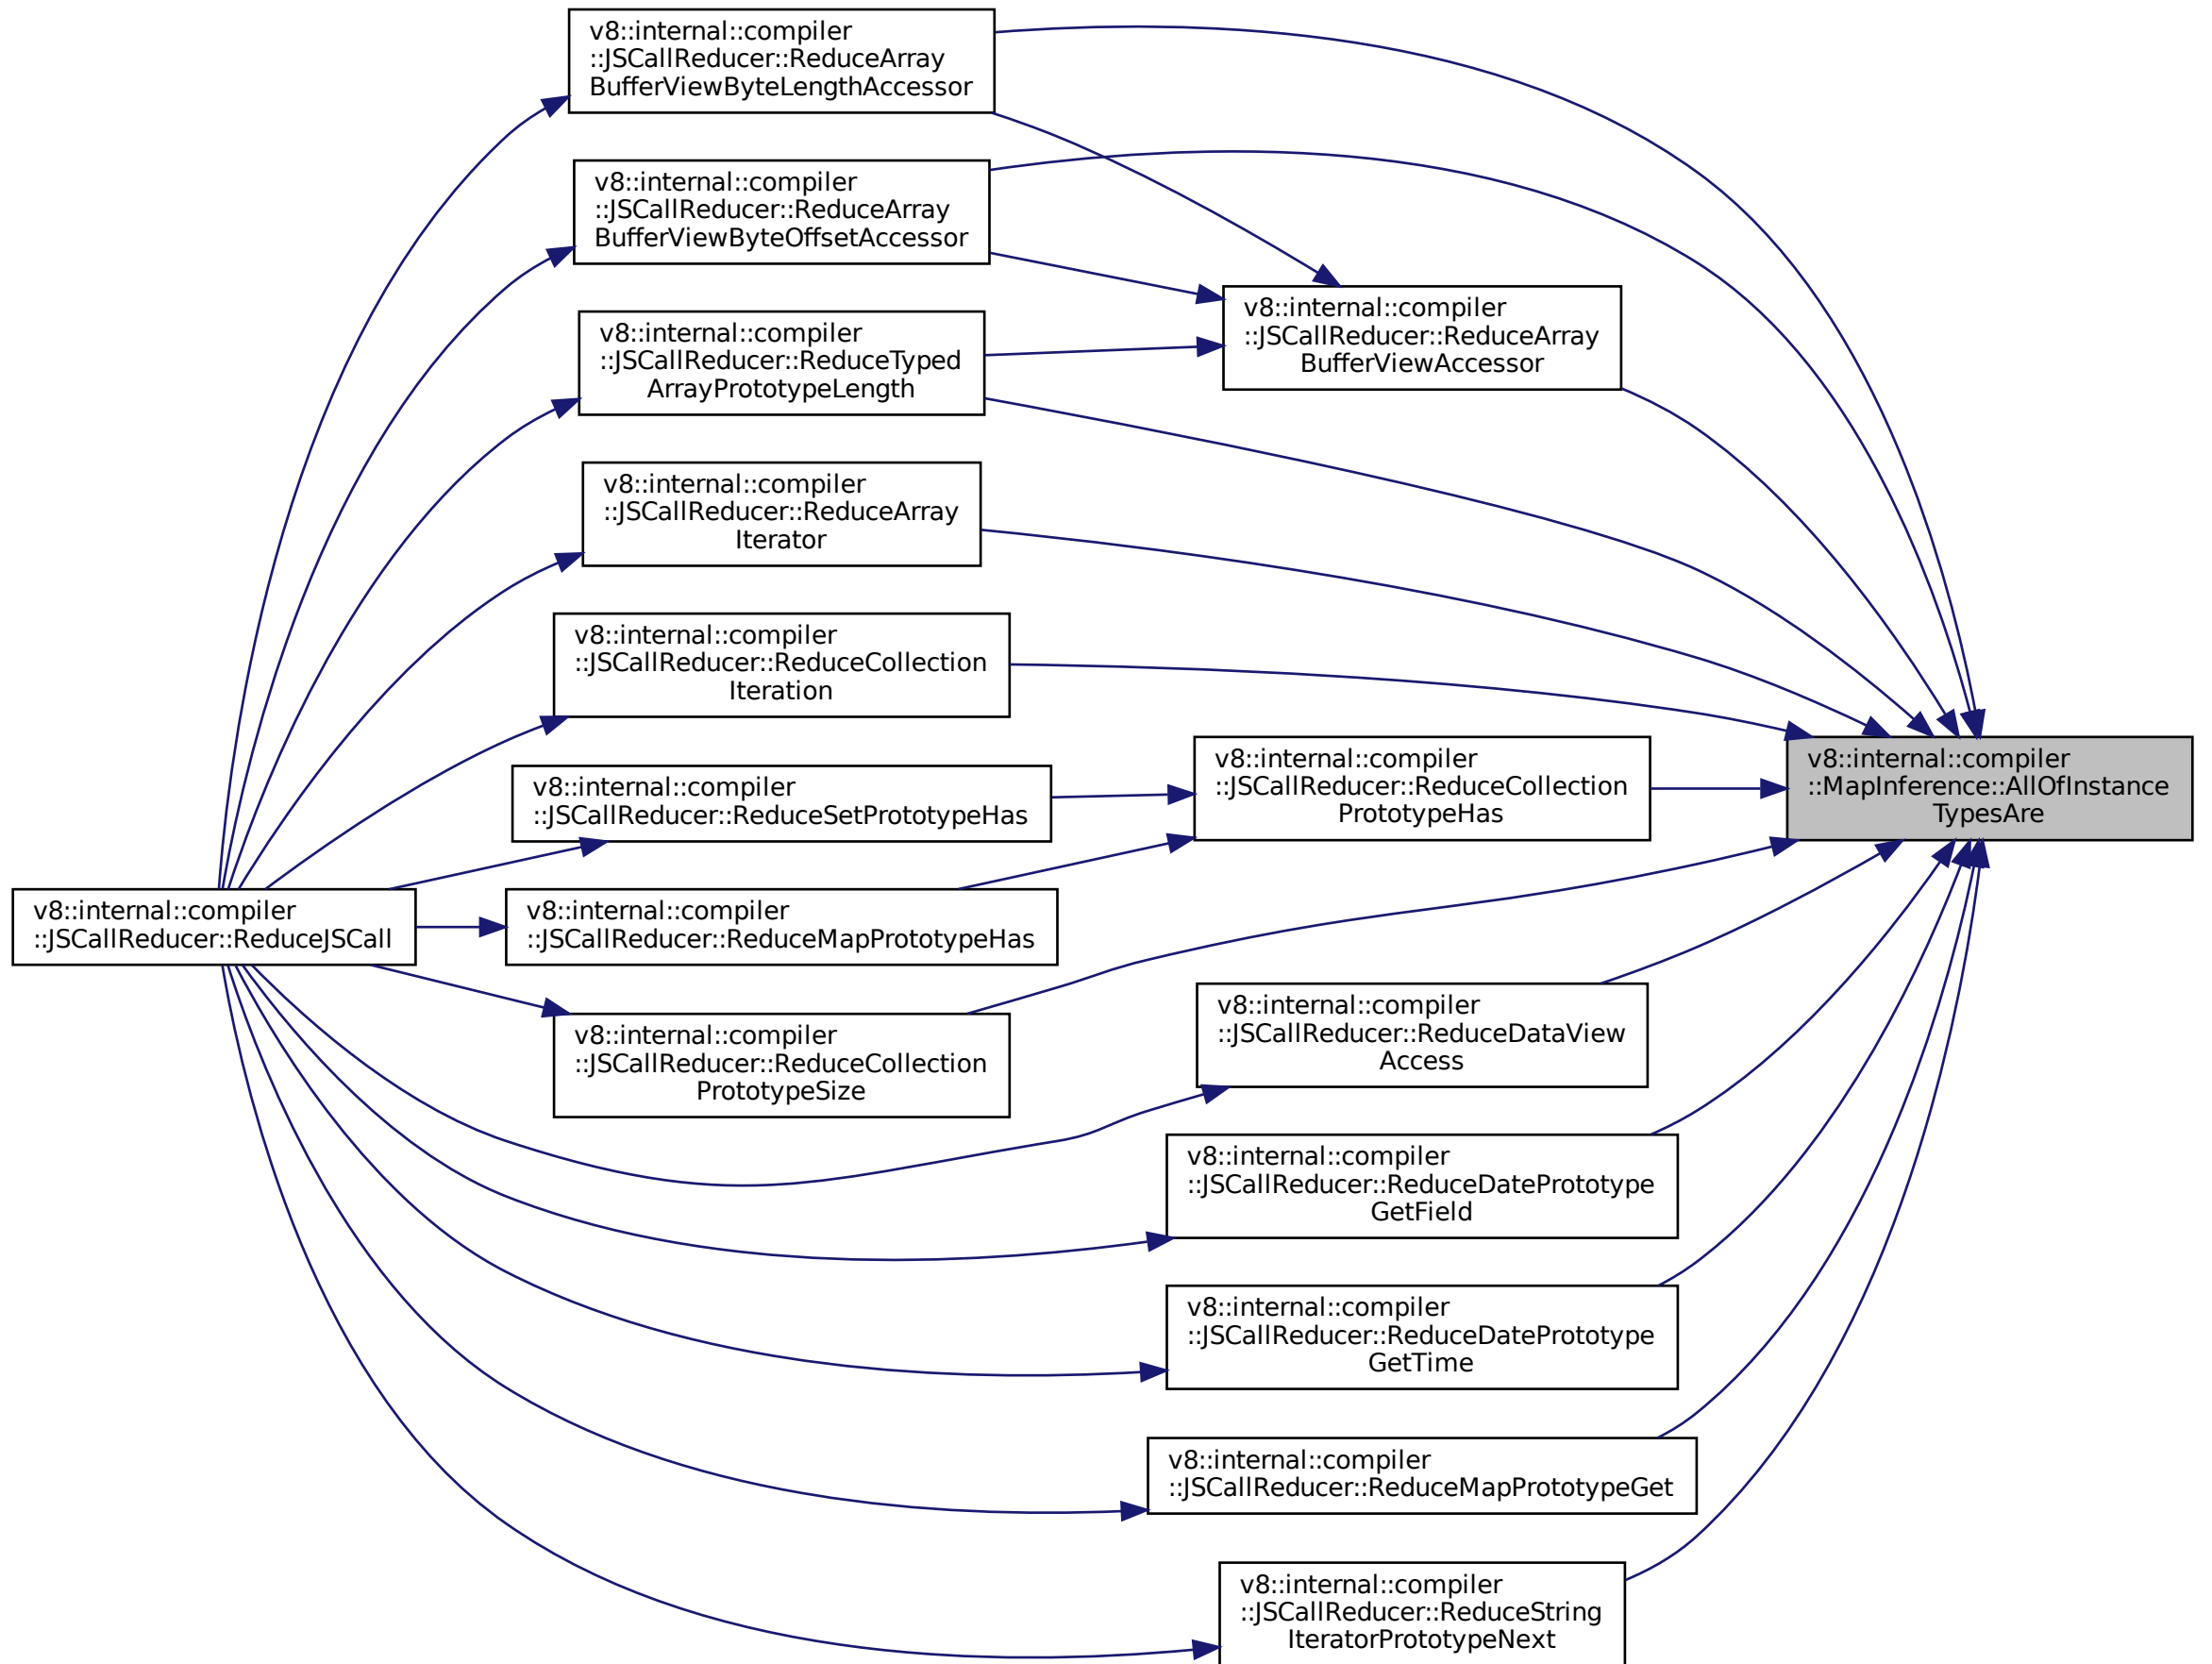 v8::internal::compiler
::JSCallReducer::ReduceArray
BufferViewByteLengthAccessor
v8::internal::compiler
::JSCallReducer::ReduceArray
BufferViewByteOffsetAccessor
v8::internal::compiler
::JSCallReducer::ReduceArray
BufferViewAccessor
v8::internal::compiler
::JSCallReducer::ReduceTyped
ArrayPrototypeLength
v8::internal::compiler
::JSCallReducer::ReduceArray
Iterator
v8::internal::compiler
::JSCallReducer::ReduceCollection
Iteration
v8::internal::compiler
::JSCallReducer::ReduceCollection
PrototypeHas
v8::internal::compiler
::MapInference::AllOfInstance
TypesAre
v8::internal::compiler
::JSCallReducer::ReduceSetPrototypeHas
v8::internal::compiler
::JSCallReducer::ReduceJSCall
v8::internal::compiler
::JSCallReducer::ReduceMapPrototypeHas
v8::internal::compiler
::JSCallReducer::ReduceDataView
Access
v8::internal::compiler
::JSCallReducer::ReduceCollection
PrototypeSize
v8::internal::compiler
::JSCallReducer::ReduceDatePrototype
GetField
v8::internal::compiler
::JSCallReducer::ReduceDatePrototype
GetTime
v8::internal::compiler
::JSCallReducer::ReduceMapPrototypeGet
v8::internal::compiler
::JSCallReducer::ReduceString
IteratorPrototypeNext